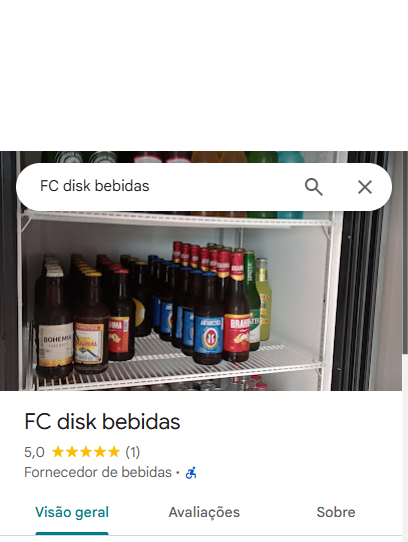 FC disk bebidas
BOHEMIA
ORIGINAL
ANTARCTICA
BRAHMA
FC disk bebidas
5,0 ★★★★★ (1)
Fornecedor de bebidas ·
Visão geral
Avaliações
Sobre